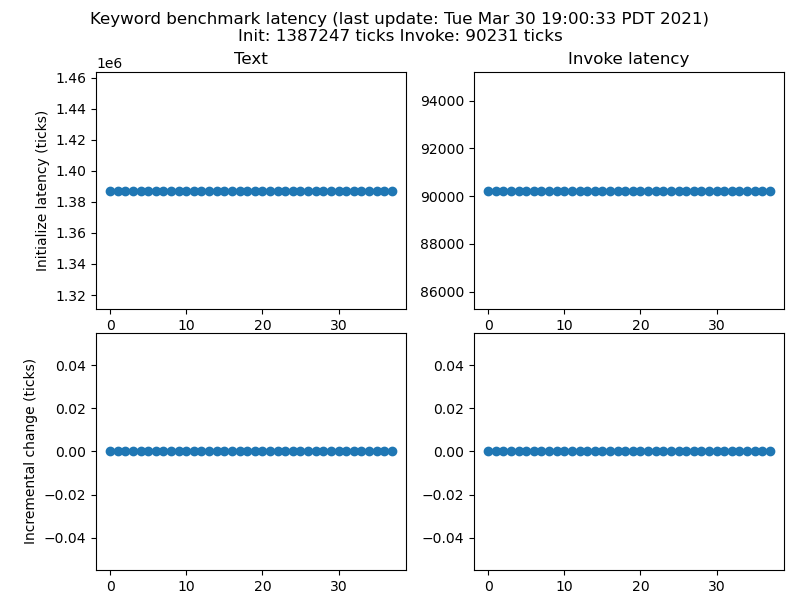 Keyword benchmark latency (last update: Tue Mar 30 19:00:33 PDT 2021)
Init: 1387247 ticks Invoke: 90231 ticks
Text
Invoke latency
1e6
Initialize latency (ticks)
1.46
1.44
1.42
1.40
1.38
1.36
1.34
1.32
0 10 20 30
94000
92000
90000
88000
86000
0 10 20 30
Incremental change (ticks)
0.04
0.02
0.00
−0.02
−0.04
0 10 20 30
0.04
0.02
0.00
−0.02
−0.04
0 10 20 30